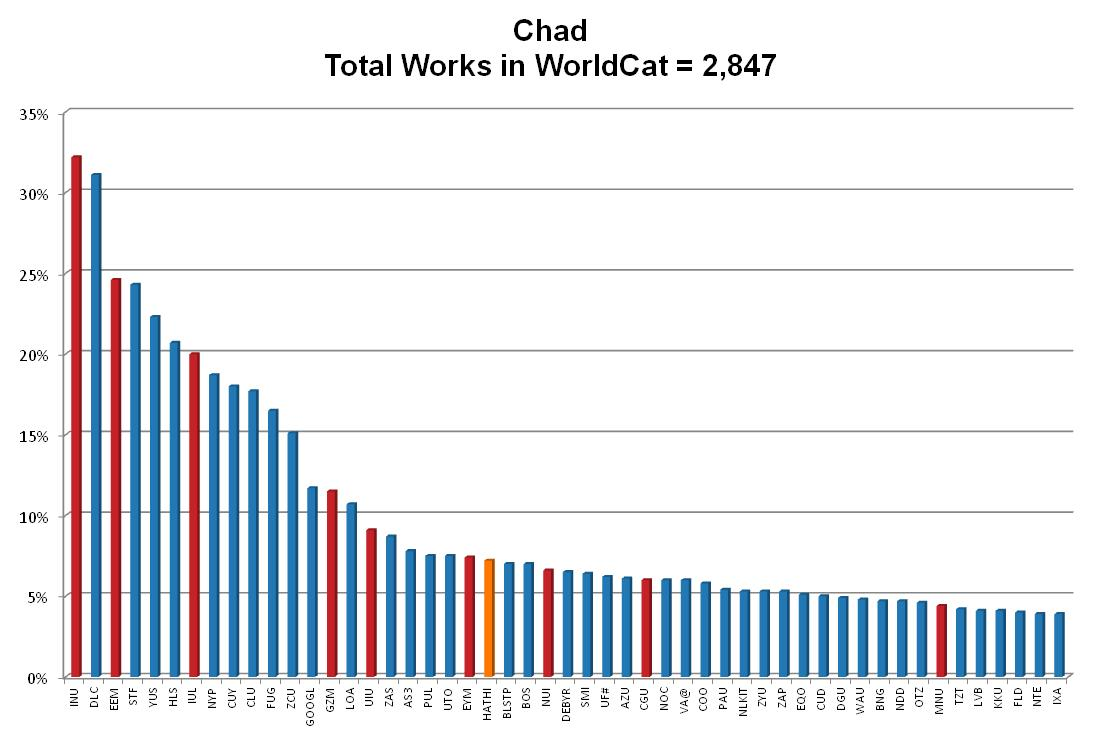 Chad
Total Works in WorldCat = 2,847
35%
30%
25%
20%
15%
10%
5%
0%
INU
DLC
EEM
STF
YUS
HLS
IUL
NYP
CUY
CLU
FUG
ZCU
GOOGL
GZM
LOA
UIU
ZAS
AS3
PUL
UTO
EYM
HATHI
BLSTP
BOS
NUI
DEBYR
SMI
UF#
AZU
CGU
NOC
VA@
COO
PAU
NLKIT
ZYU
ZAP
EQO
CUD
DGU
WAU
BNG
NDD
OTZ
MNU
TZT
LVB
KKU
FLD
NTE
IXA